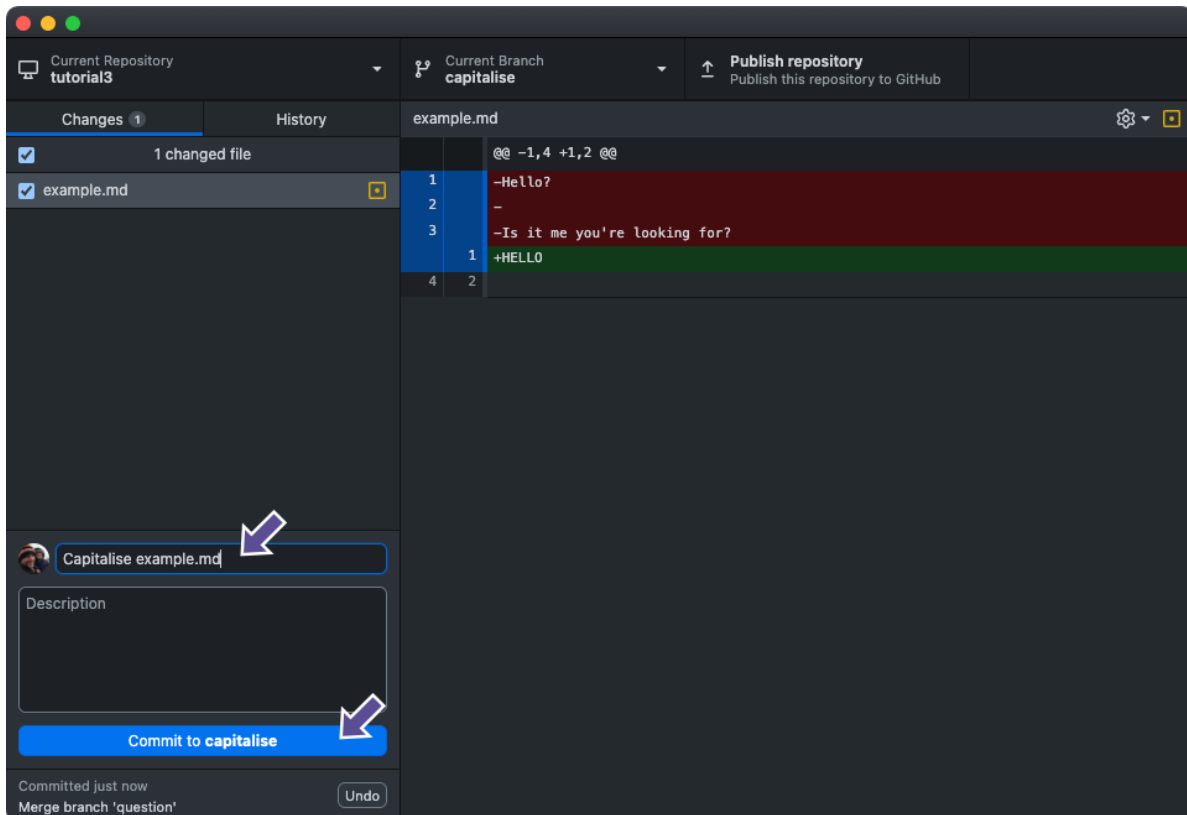 Current Repository
tutorial3
Current Branch
capitalise
Publish repository
Publish this repository to GitHub
Changes 1
History
example.md
1 changed file
@@ -1,4 +1,2 @@
example.md
1 -Hello?
2 -
3 -Is it me you're looking for?
1 +HELLO
4 2
Capitalise example.md
Description
Commit to capitalise
Committed just now
Merge branch 'question'
Undo